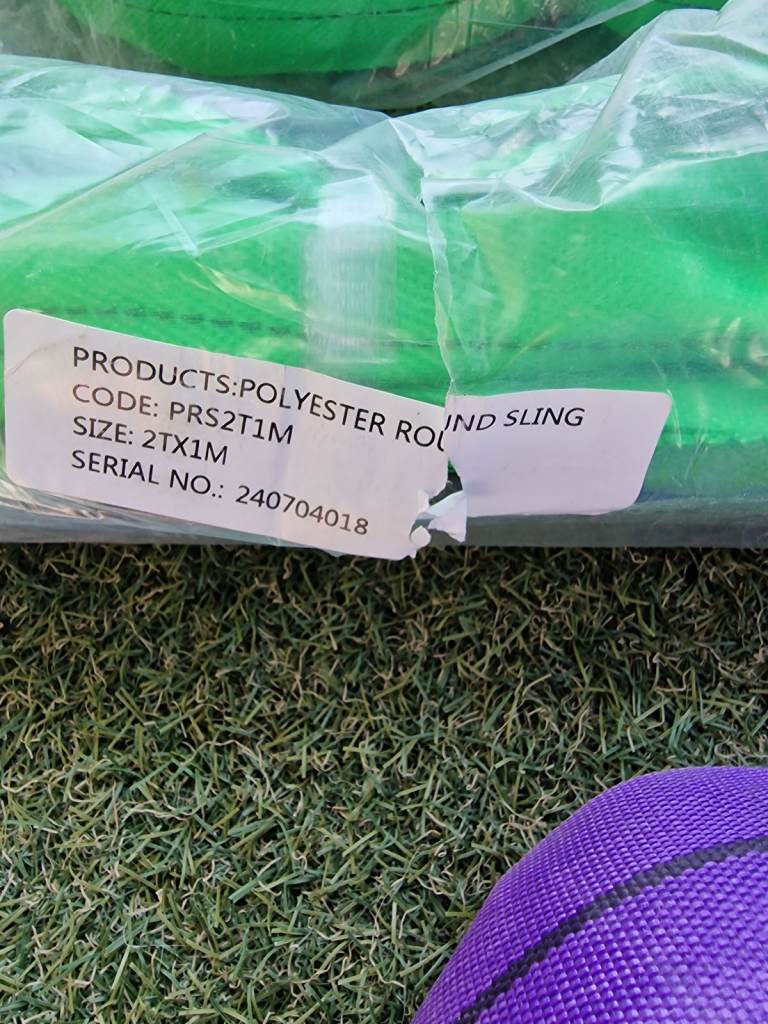 PRODUCTS:POLYESTER ROUND SLING
CODE: PRS2T1M
SIZE: 2TX1M
SERIAL NO.: 240704018